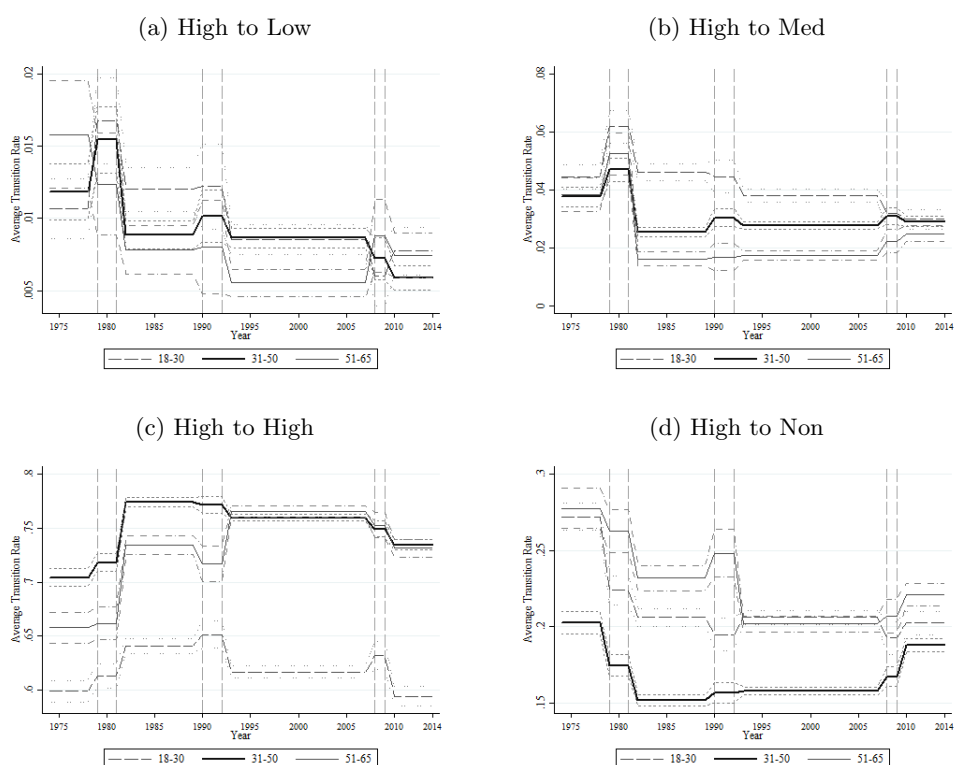 (a) High to Low
(b) High to Med
.02
.015
.01
.005
Average Transition Rate
1975 1980 1985 1990 1995 2000 2005 2010 2014
Year
18-30 31-50 51-65
.08
.06
.04
.02
0
Average Transition Rate
1975 1980 1985 1990 1995 2000 2005 2010 2014
Year
18-30 31-50 51-65
(c) High to High
(d) High to Non
.8
.75
.7
.65
.6
Average Transition Rate
1975 1980 1985 1990 1995 2000 2005 2010 2014
Year
18-30 31-50 51-65
.3
.25
.2
.15
Average Transition Rate
1975 1980 1985 1990 1995 2000 2005 2010 2014
Year
18-30 31-50 51-65